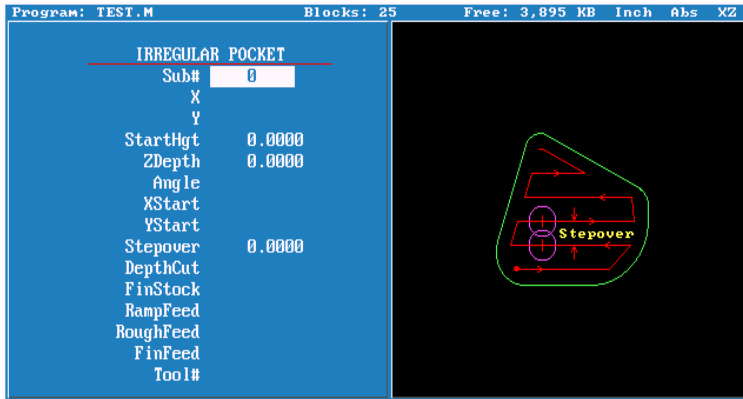 Program: TEST.M Blocks: 25 Free: 3,895 KB Inch Abs XZ
IRREGULAR POCKET
Sub# 0
X
Y
StartHgt 0.0000
ZDepth 0.0000
Angle
XStart
YStart
Stepover 0.0000
DepthCut
FinStock
RampFeed
RoughFeed
FinFeed
Tool#
Stepover